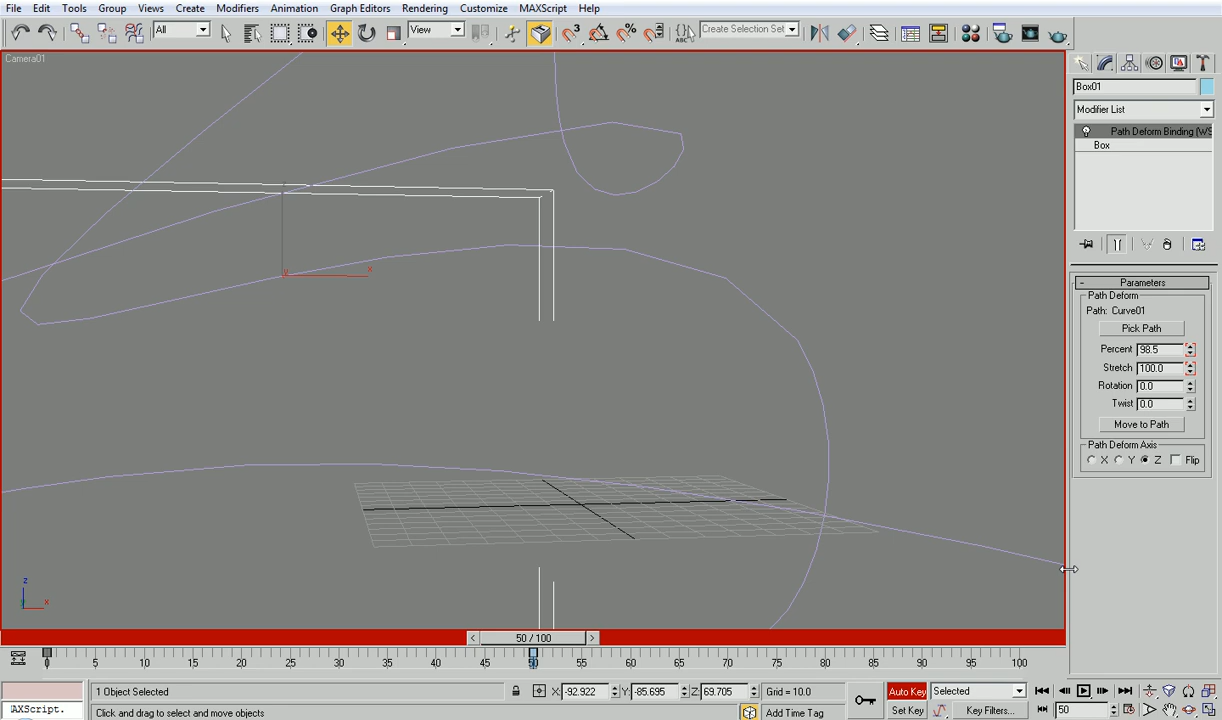 File Edit Tools Group Views Create Modifiers Animation Graph Editors Rendering Customize MAXScript Help
All View Create Selection Set
Camera01
Box01
Modifier List
Path Deform Binding (WS
Box
- Parameters
Path Deform
Path: Curve01
Pick Path
Percent 98.5
Stretch 100.0
Rotation 0.0
Twist 0.0
Move to Path
Path Deform Axis
X Y Z Flip
x
y
z
x
< 50 / 100 >
0 5 10 15 20 25 30 35 40 45 50 55 60 65 70 75 80 85 90 95 100
1 Object Selected X: -92.922 Y: -85.695 Z: 69.705 Grid = 10.0 Auto Key Selected
AXScript. Click and drag to select and move objects Add Time Tag Set Key Key Filters... 50